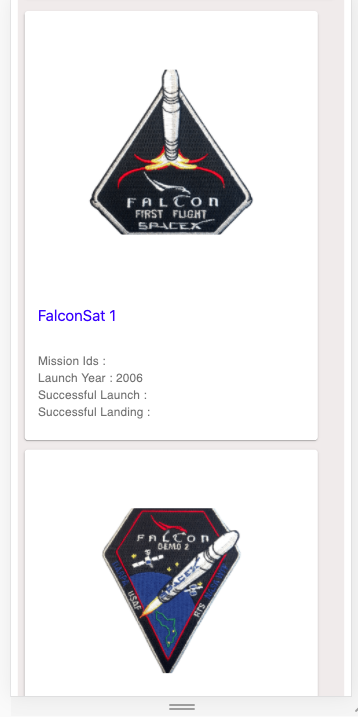 FALCON
FIRST FLIGHT
SPACEX
FalconSat 1
Mission Ids :
Launch Year : 2006
Successful Launch :
Successful Landing :
FALCON
DEMO 2
SPACEX
USAF